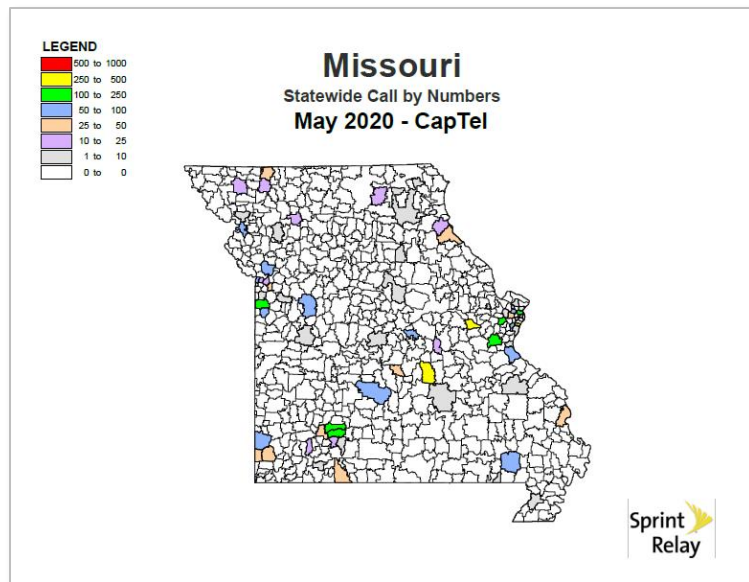 LEGEND
500 to 1000
250 to 500
100 to 250
50 to 100
25 to 50
10 to 25
1 to 10
0 to 0
Missouri
Statewide Call by Numbers
May 2020 - CapTel
Sprint
Relay